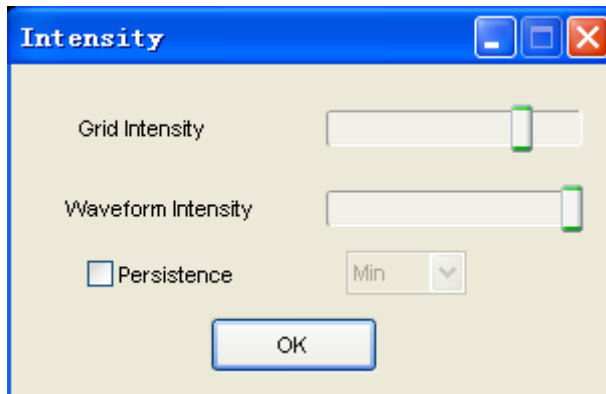 Intensity
Grid Intensity
Waveform Intensity
Persistence Min
OK